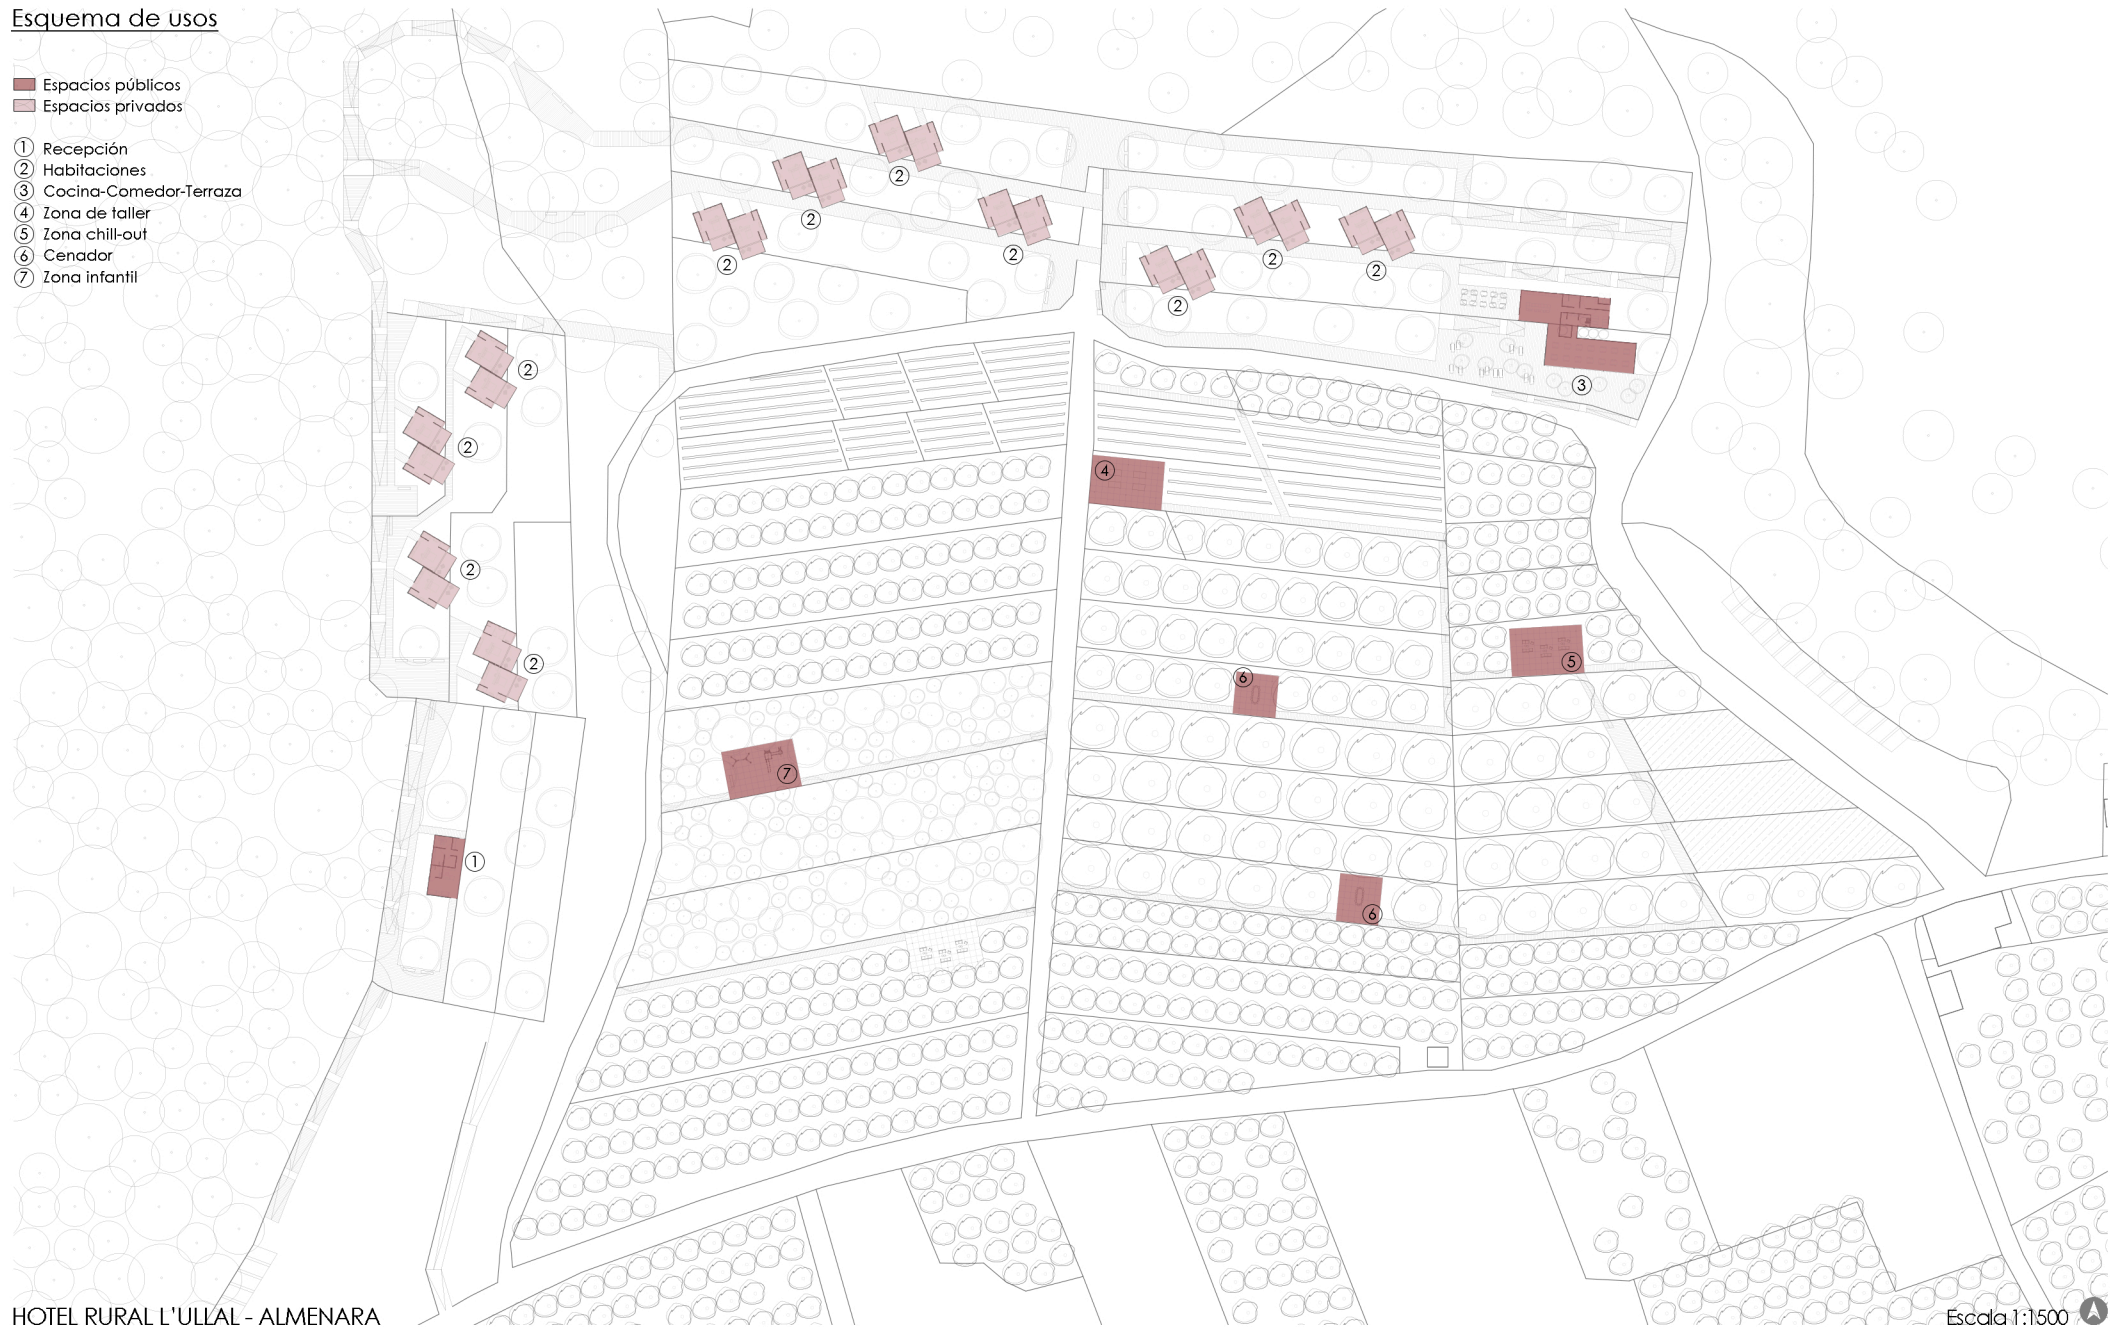 Esquema de usos
Espacios públicos
Espacios privados
1 Recepción
2 Habitaciones
3 Cocina-Comedor-Terraza
4 Zona de taller
5 Zona chill-out
6 Cenador
7 Zona infantil
2
2
2
2
2
2
2
2
3
2
2
4
2
2
5
6
7
1
6
HOTEL RURAL L'ULLAL - ALMENARA
Escala 1:1500